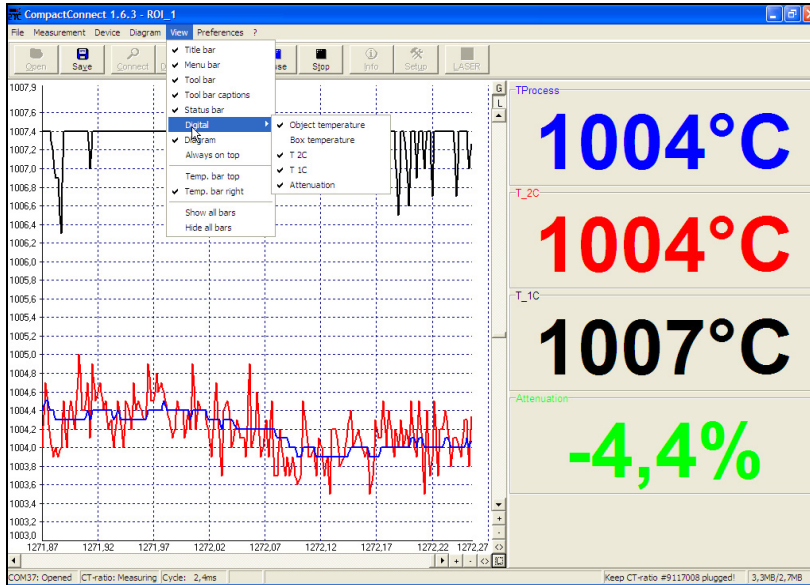 CompactConnect 1.6.3 - ROI_1
File Measurement Device Diagram View Preferences ?
Open Save Connect Stop Info Setup LASER
Title bar
Menu bar
Tool bar
Tool bar captions
Status bar
Digital
Diagram
Always on top
Temp. bar top
Temp. bar right
Show all bars
Hide all bars
Object temperature
Box temperature
T 2C
T 1C
Attenuation
G
L
1007,9
1007,6
1007,4
1007,2
1007,0
1006,8
1006,6
1006,4
1006,2
1006,0
1005,8
1005,6
1005,4
1005,2
1005,0
1004,8
1004,6
1004,4
1004,2
1004,0
1003,8
1003,6
1003,4
1003,2
1003,0
1271,87 1271,92 1271,97 1272,02 1272,07 1272,12 1272,17 1272,22 1272,27
TProcess
1004°C
T_2C
1004°C
T_1C
1007°C
Attenuation
-4,4%
COM37: Opened CT-ratio: Measuring Cycle: 2,4ms Keep CT-ratio #9117008 plugged! 3,3MB/2,7MB